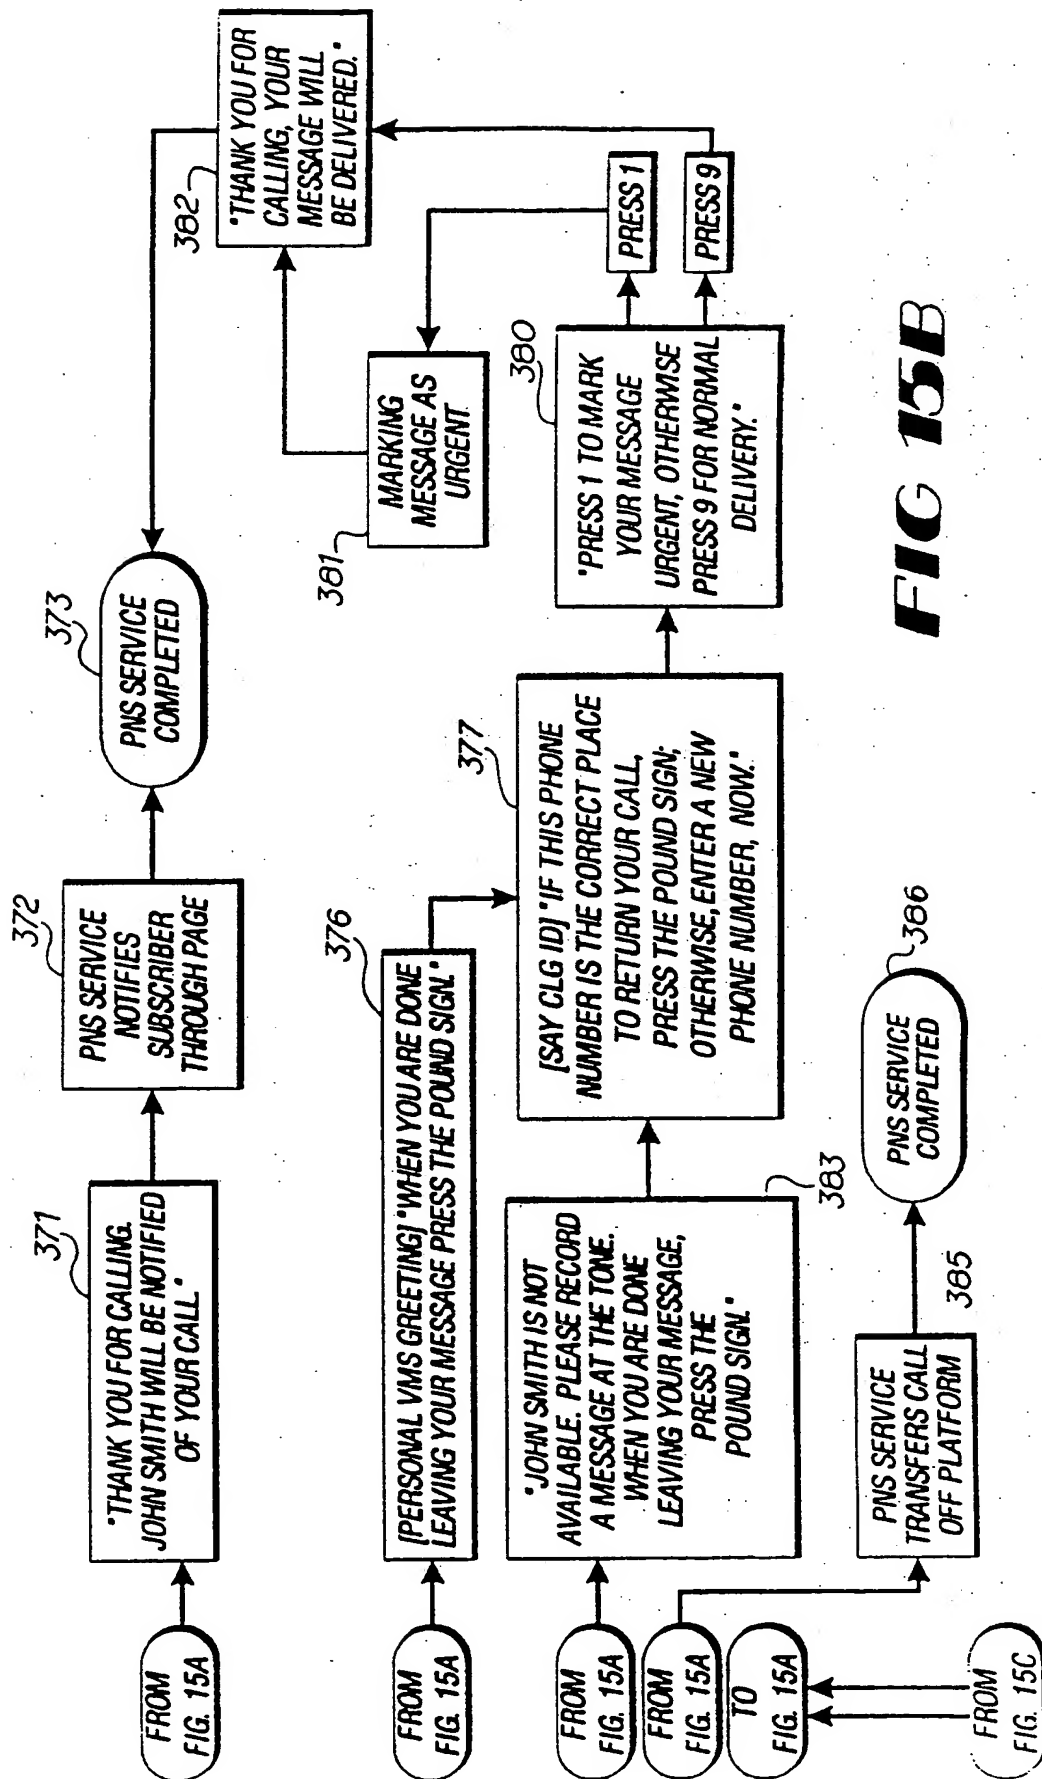 FROM
FIG. 15A
371
"THANK YOU FOR CALLING.
JOHN SMITH WILL BE NOTIFIED
OF YOUR CALL."
372
PNS SERVICE
NOTIFIES
SUBSCRIBER
THROUGH PAGE
373
PNS SERVICE
COMPLETED
382
"THANK YOU FOR
CALLING, YOUR
MESSAGE WILL
BE DELIVERED."
381
MARKING
MESSAGE AS
URGENT
FROM
FIG. 15A
376
[PERSONAL VMS GREETING] "WHEN YOU ARE DONE
LEAVING YOUR MESSAGE PRESS THE POUND SIGN."
377
[SAY CLG ID] "IF THIS PHONE
NUMBER IS THE CORRECT PLACE
TO RETURN YOUR CALL,
PRESS THE POUND SIGN;
OTHERWISE, ENTER A NEW
PHONE NUMBER, NOW."
380
"PRESS 1 TO MARK
YOUR MESSAGE
URGENT, OTHERWISE
PRESS 9 FOR NORMAL
DELIVERY."
PRESS 1
PRESS 9
FROM
FIG. 15A
"JOHN SMITH IS NOT
AVAILABLE. PLEASE RECORD
A MESSAGE AT THE TONE.
WHEN YOU ARE DONE
LEAVING YOUR MESSAGE,
PRESS THE
POUND SIGN."
383
FROM
FIG. 15A
PNS SERVICE
TRANSFERS CALL
OFF PLATFORM
385
PNS SERVICE
COMPLETED
386
TO
FIG. 15A
FROM
FIG. 15C
FIG 15B